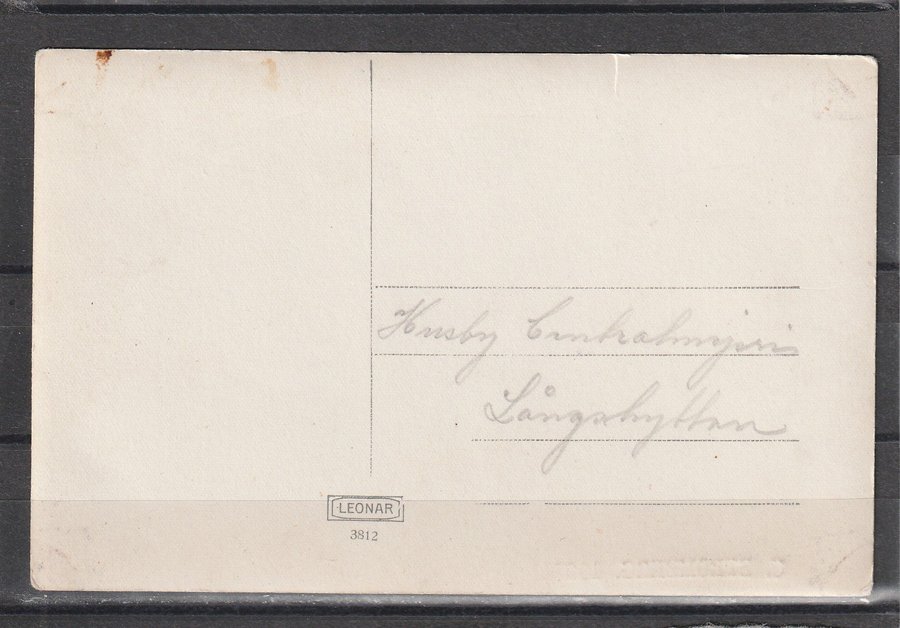 Husby Centralmejeri
Långshyttan
LEONAR
3812